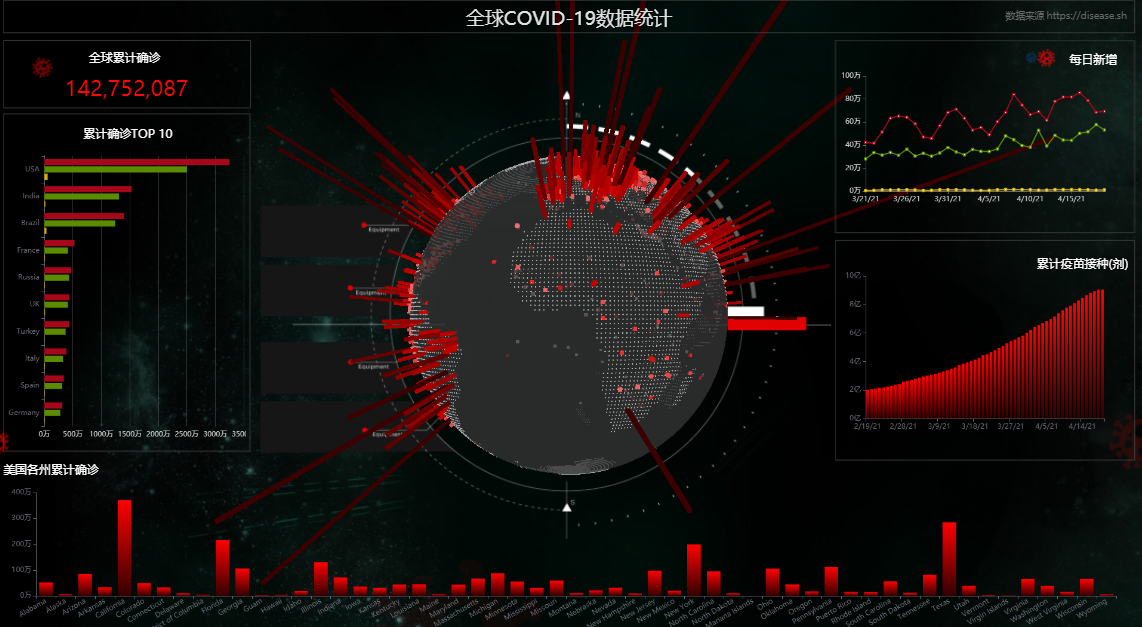 全球COVID-19数据统计
数据来源 https://disease.sh
全球累计确诊
142,752,087
累计确诊TOP 10
USA
India
Brazil
France
Russia
UK
Turkey
Italy
Spain
Germany
0万 500万 1000万 1500万 2000万 2500万 3000万
N
Equipment
Equipment
Equipment
Equipment
S
每日新增
100万
80万
60万
40万
20万
0万
3/21/21 3/26/21 3/31/21 4/5/21 4/10/21 4/15/21
累计疫苗接种(剂)
10亿
8亿
6亿
4亿
2亿
0亿
2/19/21 2/28/21 3/9/21 3/18/21 3/27/21 4/5/21 4/14/21
美国各州累计确诊
400万
300万
200万
100万
0万
Alabama Alaska Arizona Arkansas California Colorado Connecticut Delaware District of Columbia Florida Georgia Guam Hawaii Idaho Illinois Indiana Iowa Kansas Kentucky Louisiana Maine Maryland Massachusetts Michigan Minnesota Mississippi Missouri Montana Nebraska Nevada New Hampshire New Jersey New Mexico New York North Carolina North Dakota Mariana Islands Ohio Oklahoma Oregon Pennsylvania Puerto Rico Rhode Island South Carolina South Dakota Tennessee Texas Utah Vermont Virgin Islands Virginia Washington West Virginia Wisconsin Wyoming